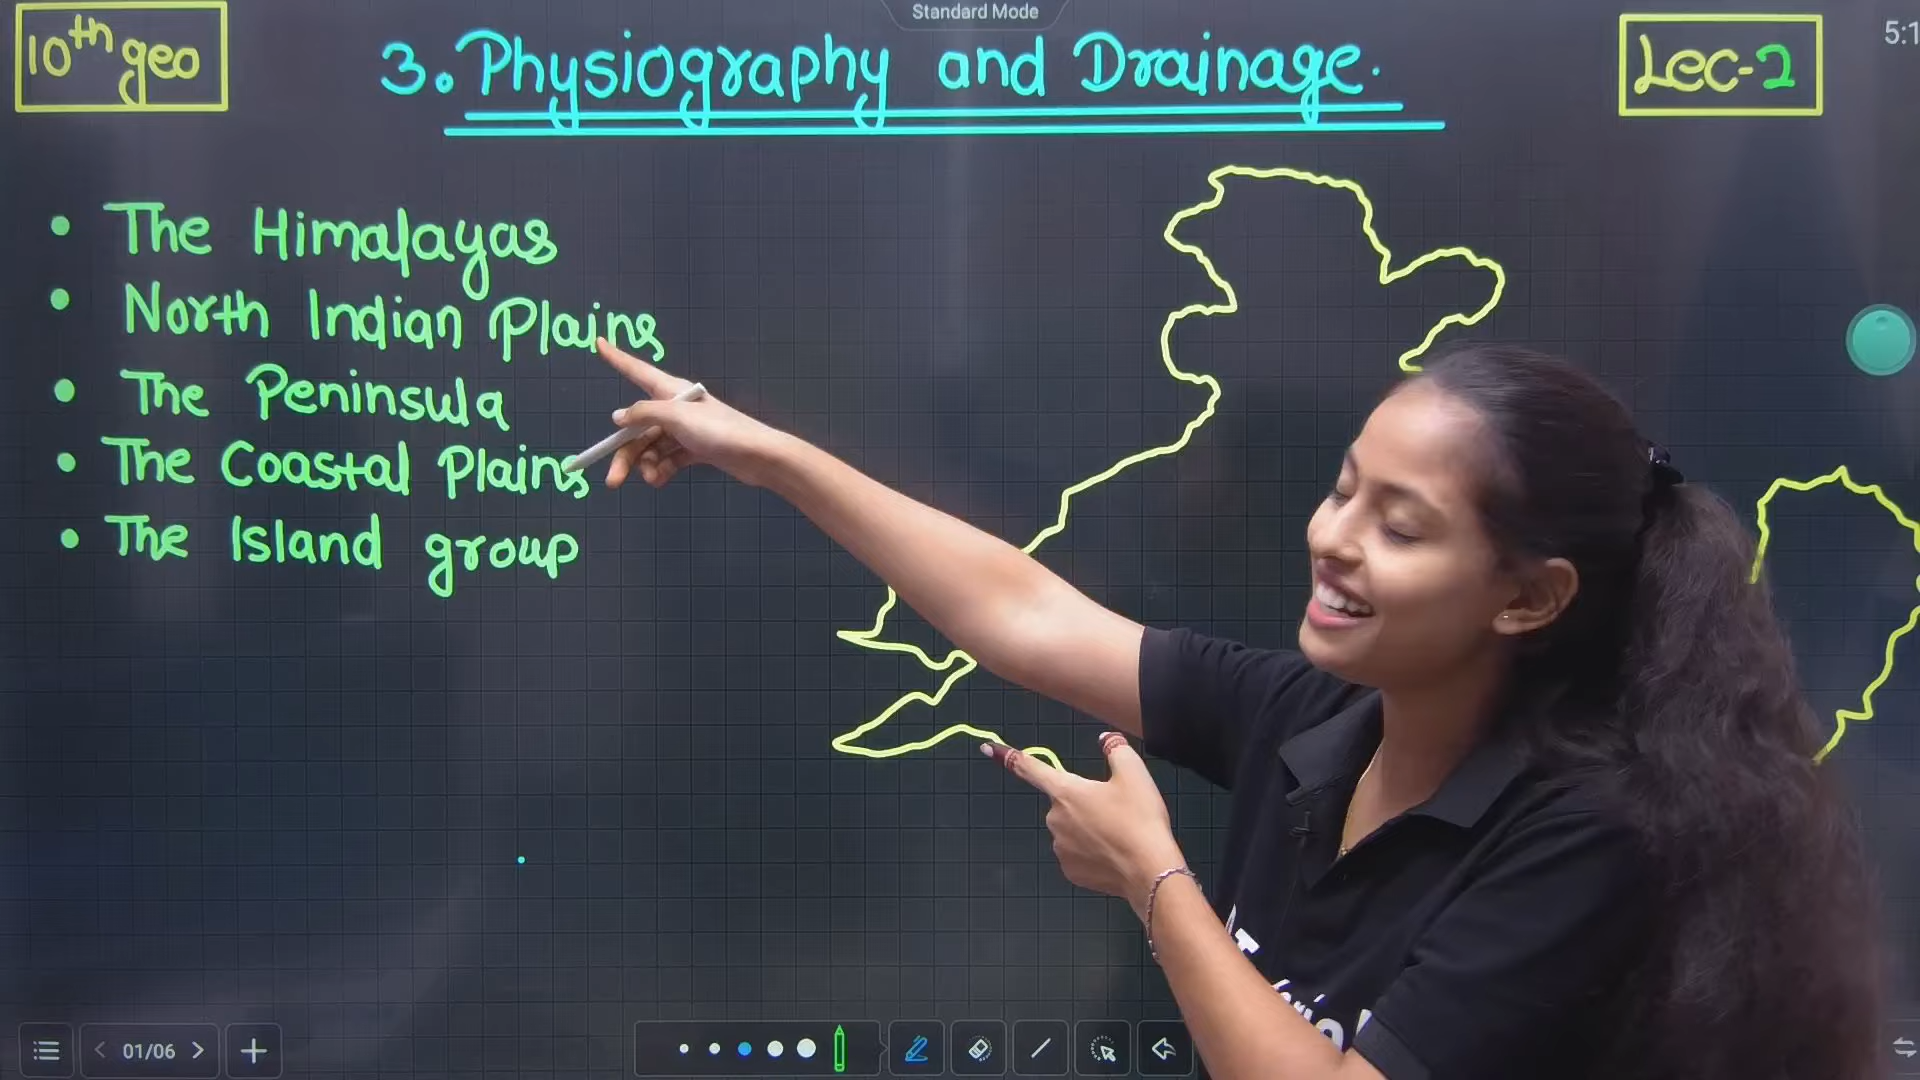 Standard Mode
5:1
10th geo
3. Physiography and Drainage.
Lec-2
• The Himalayas
• North Indian Plains
• The Peninsula
• The Coastal Plains
• The Island group
01/06